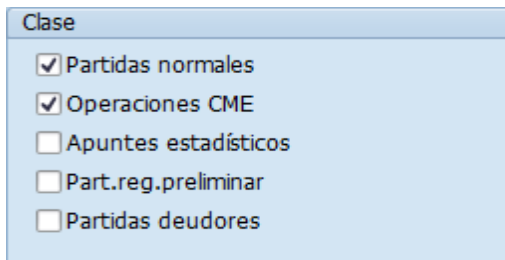 Clase
Partidas normales
Operaciones CME
Apuntes estadísticos
Part.reg.preliminar
Partidas deudores